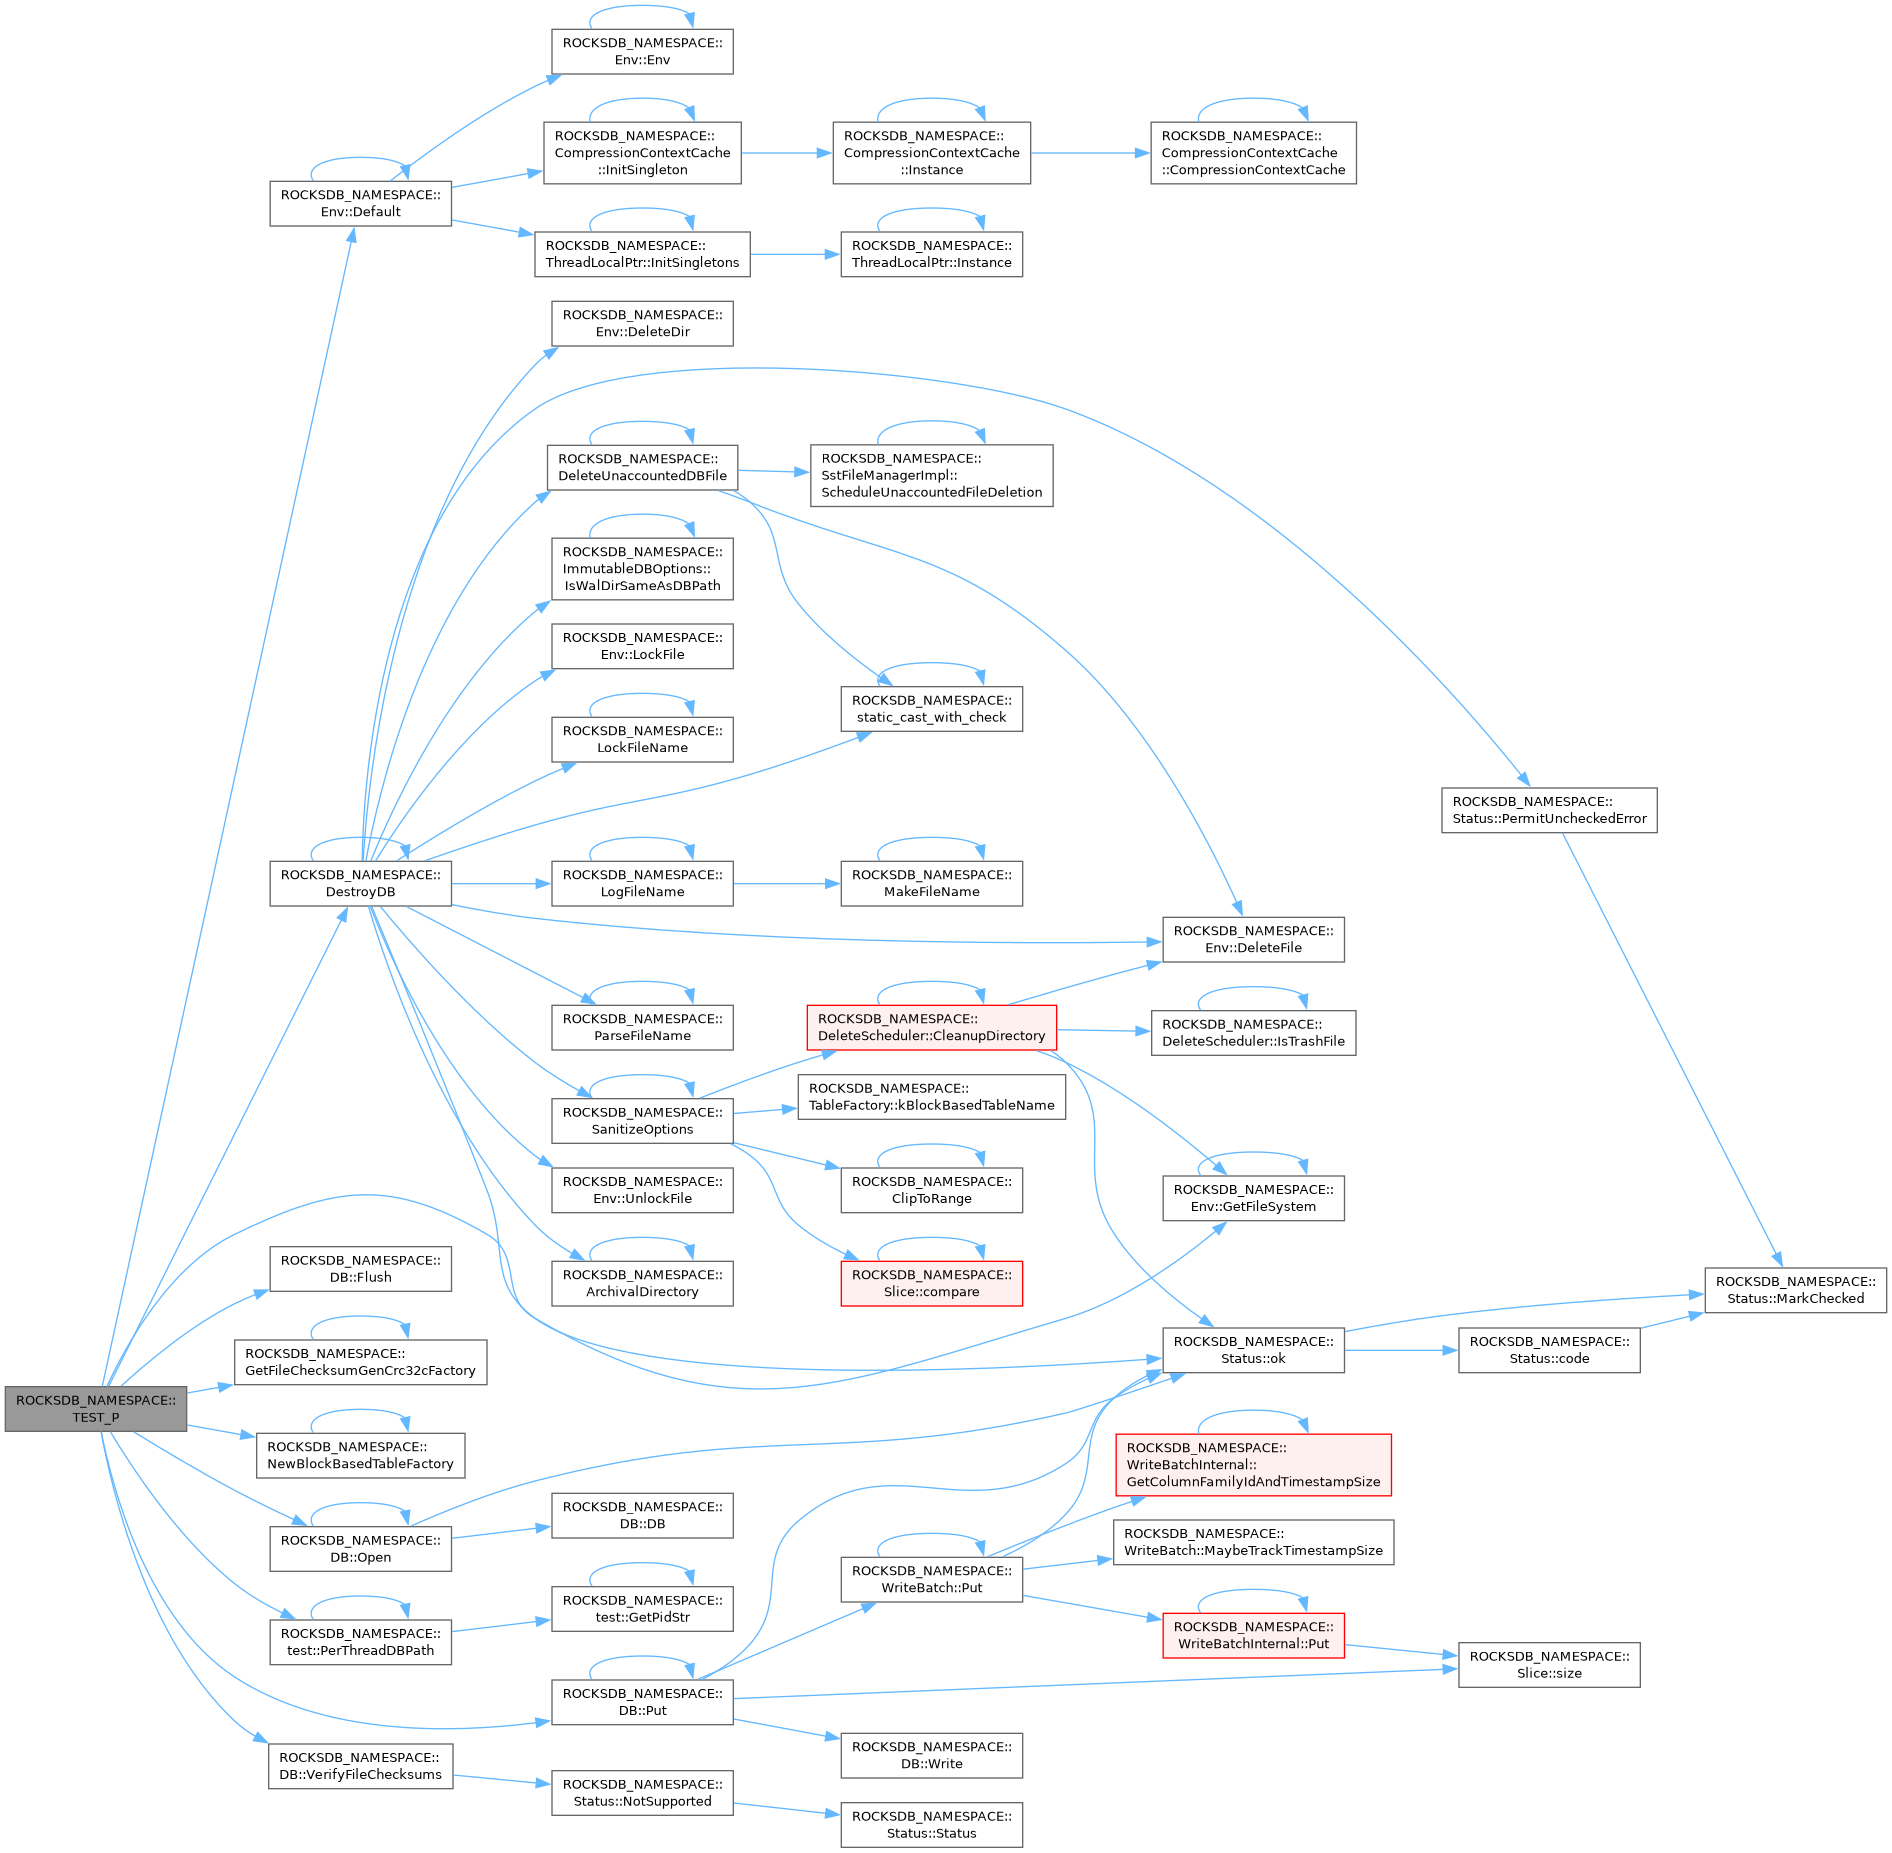 ROCKSDB_NAMESPACE::
Env::Env
ROCKSDB_NAMESPACE::
CompressionContextCache
::InitSingleton
ROCKSDB_NAMESPACE::
CompressionContextCache
::Instance
ROCKSDB_NAMESPACE::
CompressionContextCache
::CompressionContextCache
ROCKSDB_NAMESPACE::
Env::Default
ROCKSDB_NAMESPACE::
ThreadLocalPtr::InitSingletons
ROCKSDB_NAMESPACE::
ThreadLocalPtr::Instance
ROCKSDB_NAMESPACE::
Env::DeleteDir
ROCKSDB_NAMESPACE::
DeleteUnaccountedDBFile
ROCKSDB_NAMESPACE::
SstFileManagerImpl::
ScheduleUnaccountedFileDeletion
ROCKSDB_NAMESPACE::
ImmutableDBOptions::
IsWalDirSameAsDBPath
ROCKSDB_NAMESPACE::
Env::LockFile
ROCKSDB_NAMESPACE::
static_cast_with_check
ROCKSDB_NAMESPACE::
LockFileName
ROCKSDB_NAMESPACE::
Status::PermitUncheckedError
ROCKSDB_NAMESPACE::
DestroyDB
ROCKSDB_NAMESPACE::
LogFileName
ROCKSDB_NAMESPACE::
MakeFileName
ROCKSDB_NAMESPACE::
Env::DeleteFile
ROCKSDB_NAMESPACE::
ParseFileName
ROCKSDB_NAMESPACE::
DeleteScheduler::CleanupDirectory
ROCKSDB_NAMESPACE::
DeleteScheduler::IsTrashFile
ROCKSDB_NAMESPACE::
SanitizeOptions
ROCKSDB_NAMESPACE::
TableFactory::kBlockBasedTableName
ROCKSDB_NAMESPACE::
Env::UnlockFile
ROCKSDB_NAMESPACE::
ClipToRange
ROCKSDB_NAMESPACE::
Env::GetFileSystem
ROCKSDB_NAMESPACE::
DB::Flush
ROCKSDB_NAMESPACE::
ArchivalDirectory
ROCKSDB_NAMESPACE::
Slice::compare
ROCKSDB_NAMESPACE::
Status::MarkChecked
ROCKSDB_NAMESPACE::
GetFileChecksumGenCrc32cFactory
ROCKSDB_NAMESPACE::
Status::ok
ROCKSDB_NAMESPACE::
Status::code
ROCKSDB_NAMESPACE::
TEST_P
ROCKSDB_NAMESPACE::
NewBlockBasedTableFactory
ROCKSDB_NAMESPACE::
WriteBatchInternal::
GetColumnFamilyIdAndTimestampSize
ROCKSDB_NAMESPACE::
DB::Open
ROCKSDB_NAMESPACE::
DB::DB
ROCKSDB_NAMESPACE::
WriteBatch::MaybeTrackTimestampSize
ROCKSDB_NAMESPACE::
WriteBatch::Put
ROCKSDB_NAMESPACE::
test::PerThreadDBPath
ROCKSDB_NAMESPACE::
test::GetPidStr
ROCKSDB_NAMESPACE::
WriteBatchInternal::Put
ROCKSDB_NAMESPACE::
Slice::size
ROCKSDB_NAMESPACE::
DB::Put
ROCKSDB_NAMESPACE::
DB::Write
ROCKSDB_NAMESPACE::
DB::VerifyFileChecksums
ROCKSDB_NAMESPACE::
Status::NotSupported
ROCKSDB_NAMESPACE::
Status::Status